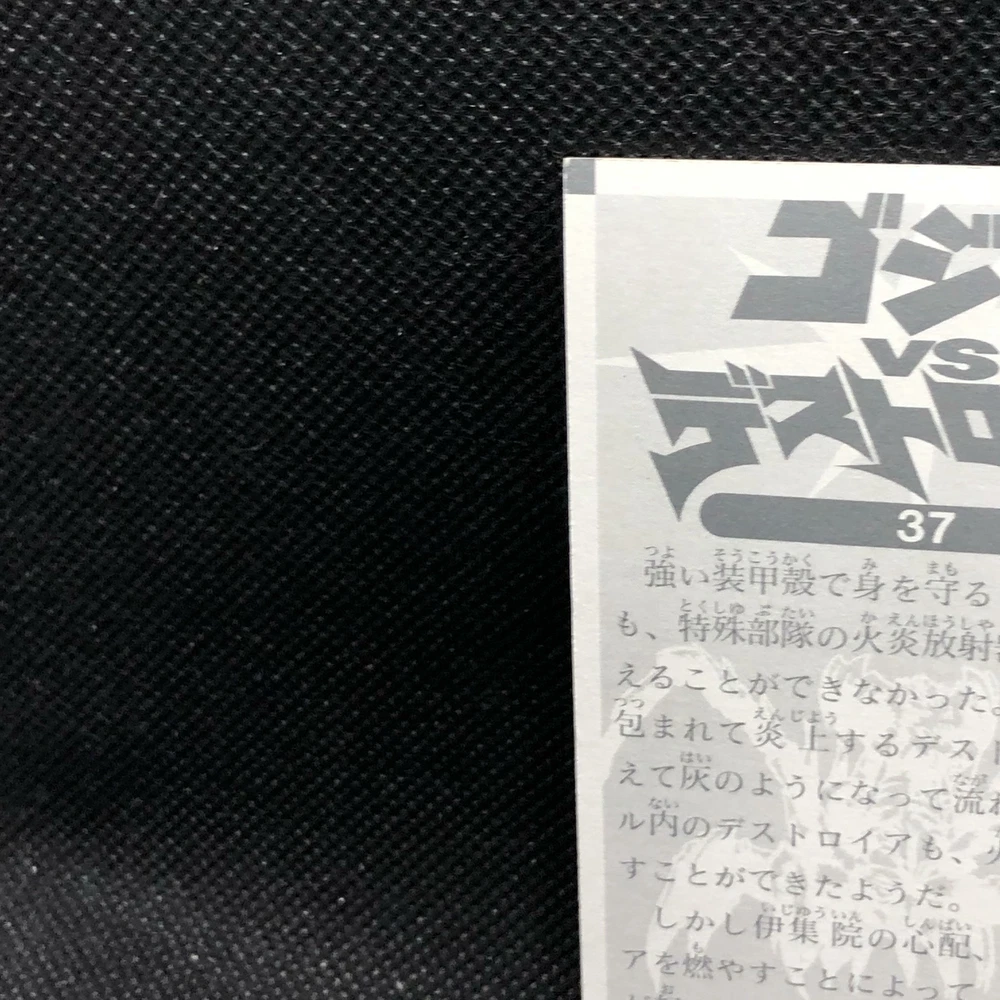 ゴジ
VS
デストロ
37
強い装甲殻で身を守る
も、特殊部隊の火炎放射
えることができなかった。
包まれて炎上するデスト
えて灰のようになって流れ
ル内のデストロイアも、火
すことができたようだ。
しかし伊集院の心配、
アを燃やすことによって